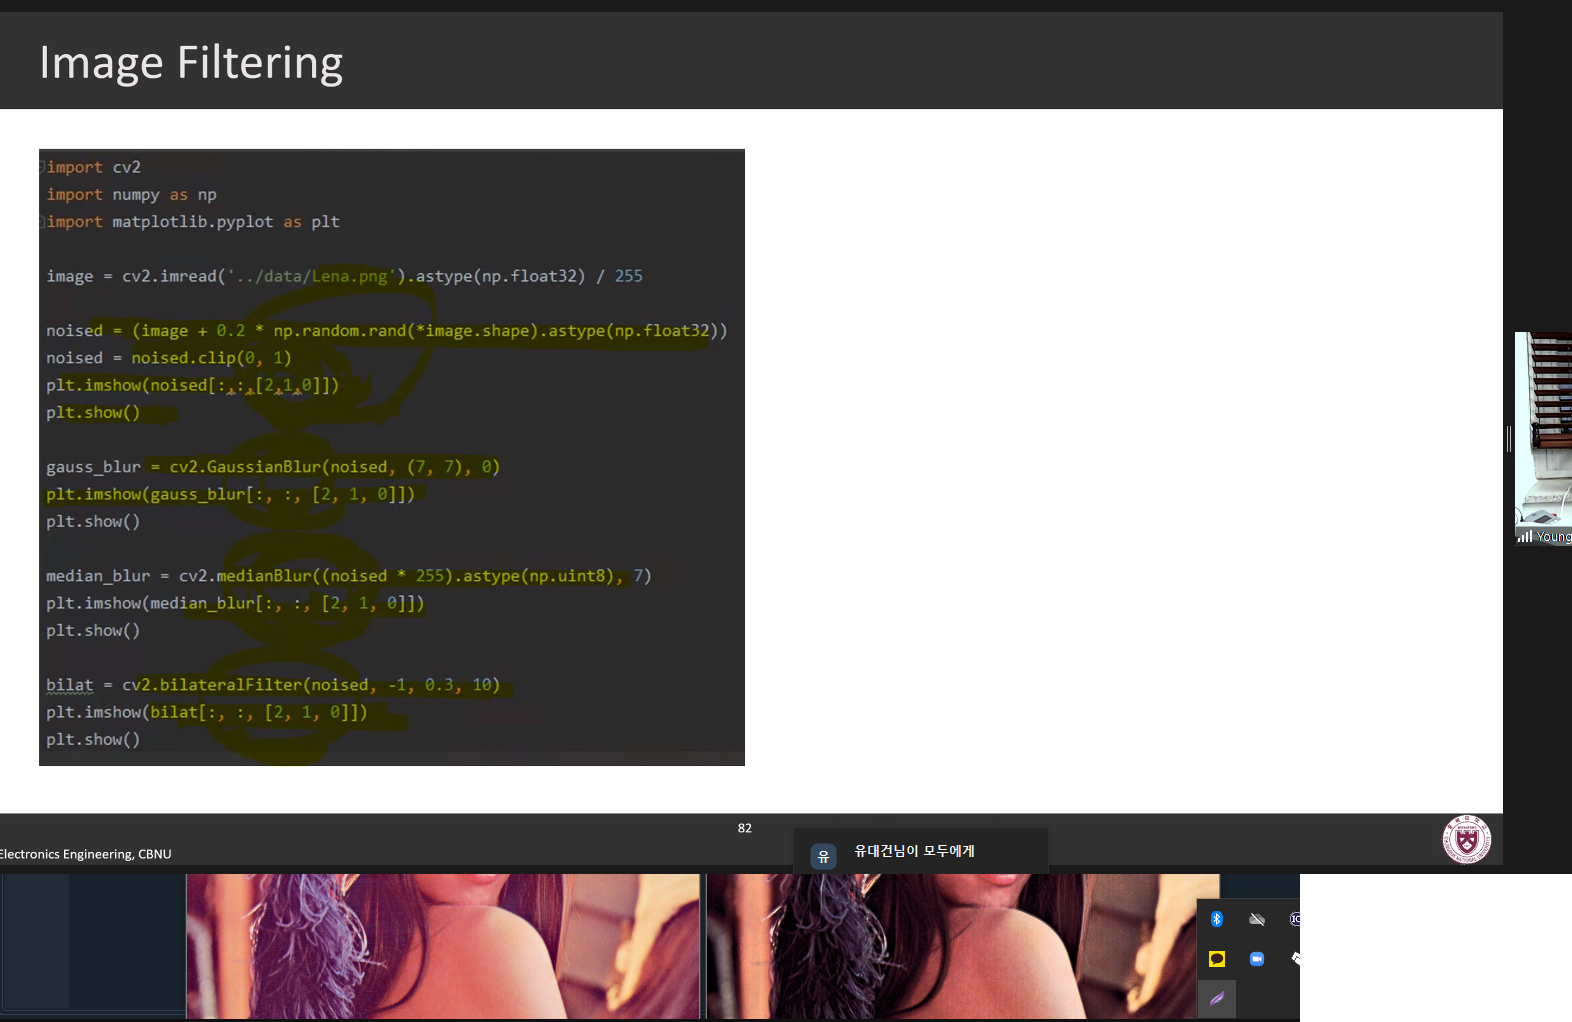 Image Filtering
import cv2
import numpy as np
import matplotlib.pyplot as plt
image = cv2.imread('../data/Lena.png').astype(np.float32) / 255
noised = (image + 0.2 * np.random.rand(*image.shape).astype(np.float32))
noised = noised.clip(0, 1)
plt.imshow(noised[:,:,[2,1,0]])
plt.show()
gauss_blur = cv2.GaussianBlur(noised, (7, 7), 0)
plt.imshow(gauss_blur[:, :, [2, 1, 0]])
plt.show()
median_blur = cv2.medianBlur((noised * 255).astype(np.uint8), 7)
plt.imshow(median_blur[:, :, [2, 1, 0]])
plt.show()
bilat = cv2.bilateralFilter(noised, -1, 0.3, 10)
plt.imshow(bilat[:, :, [2, 1, 0]])
plt.show()
Young
82
Electronics Engineering, CBNU
유 유대건님이 모두에게